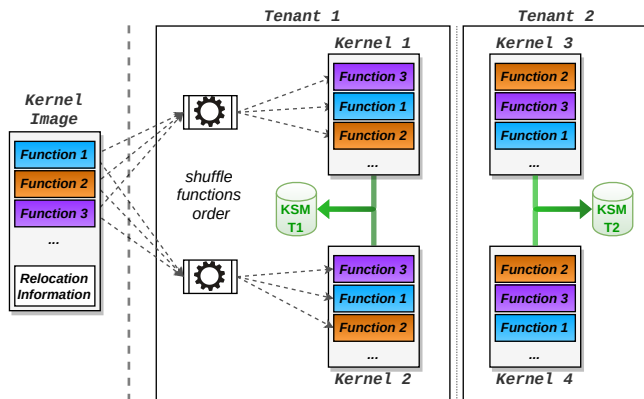 Tenant 1
Tenant 2
Kernel
Image
Function 1
Function 2
Function 3
...
Relocation
Information
shuffle
functions
order
Kernel 1
Function 3
Function 1
Function 2
...
KSM
T1
Function 3
Function 1
Function 2
...
Kernel 2
Kernel 3
Function 2
Function 3
Function 1
...
KSM
T2
Function 2
Function 3
Function 1
...
Kernel 4